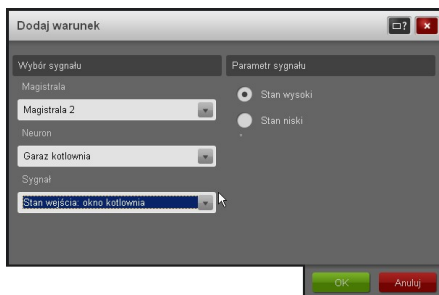 Dodaj warunek
Wybór sygnału
Magistrala
Magistrala 2
Neuron
Garaz kotlownia
Sygnał
Stan wejścia: okno kotlownia
Parametr sygnału
Stan wysoki
Stan niski
OK
Anuluj